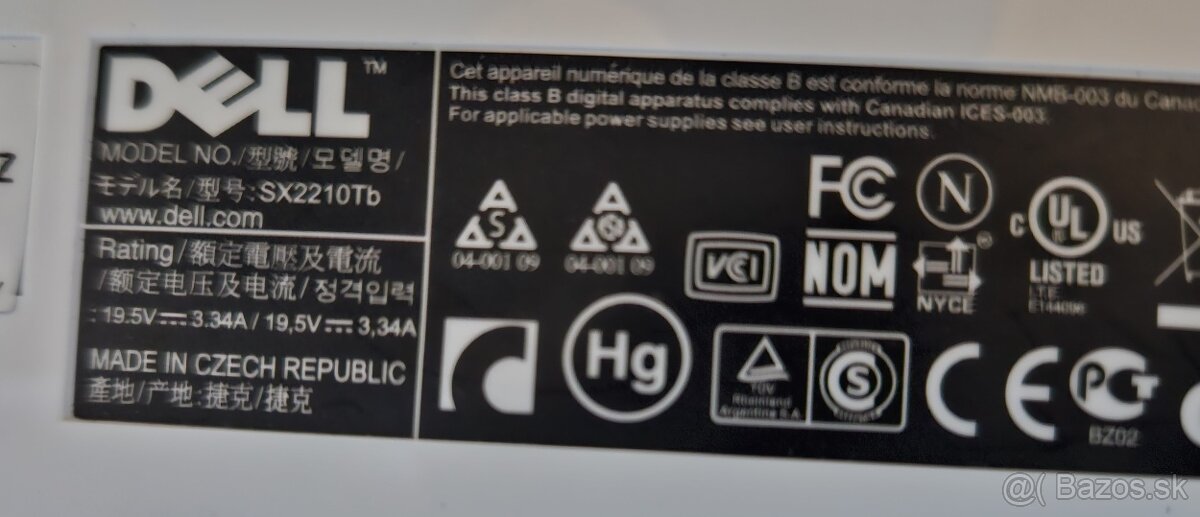 DELL™
MODEL NO./型號/모델명/
モデル名/型号:SX2210Tb
www.dell.com
Rating/額定電壓及電流
/额定电压及电流/정격입력
:19.5V⎓3.34A/19,5V⎓3,34A
MADE IN CZECH REPUBLIC
產地/产地:捷克/捷克
Cet appareil numérique de la classe B est conforme la norme NMB-003 du Cana
This class B digital apparatus complies with Canadian ICES-003.
For applicable power supplies see user instructions.
S
04-001 09
04-001 09
VCI
FC
N
NOM
NYCE
®
C UL US
LISTED
I.T.E.
Hg
TÜV
Rheinland
Argentina S.A.
S
CE
PCT
BZ02
Z
@( Bazos.sk